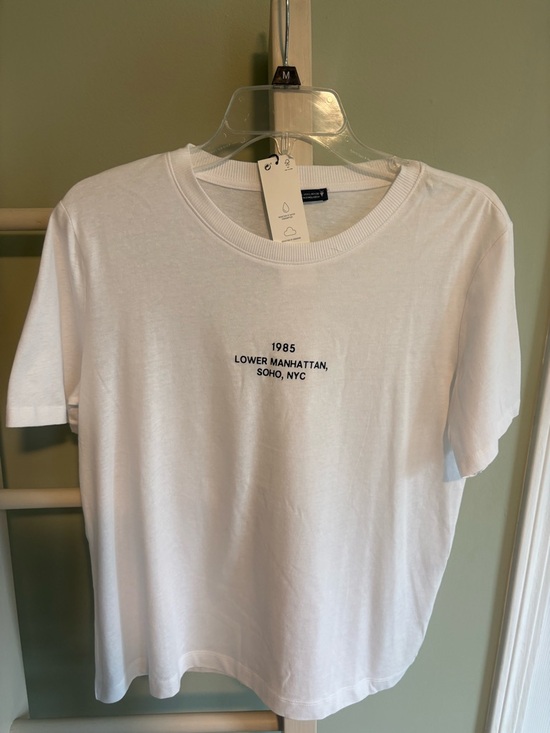 M
1985
LOWER MANHATTAN,
SOHO, NYC